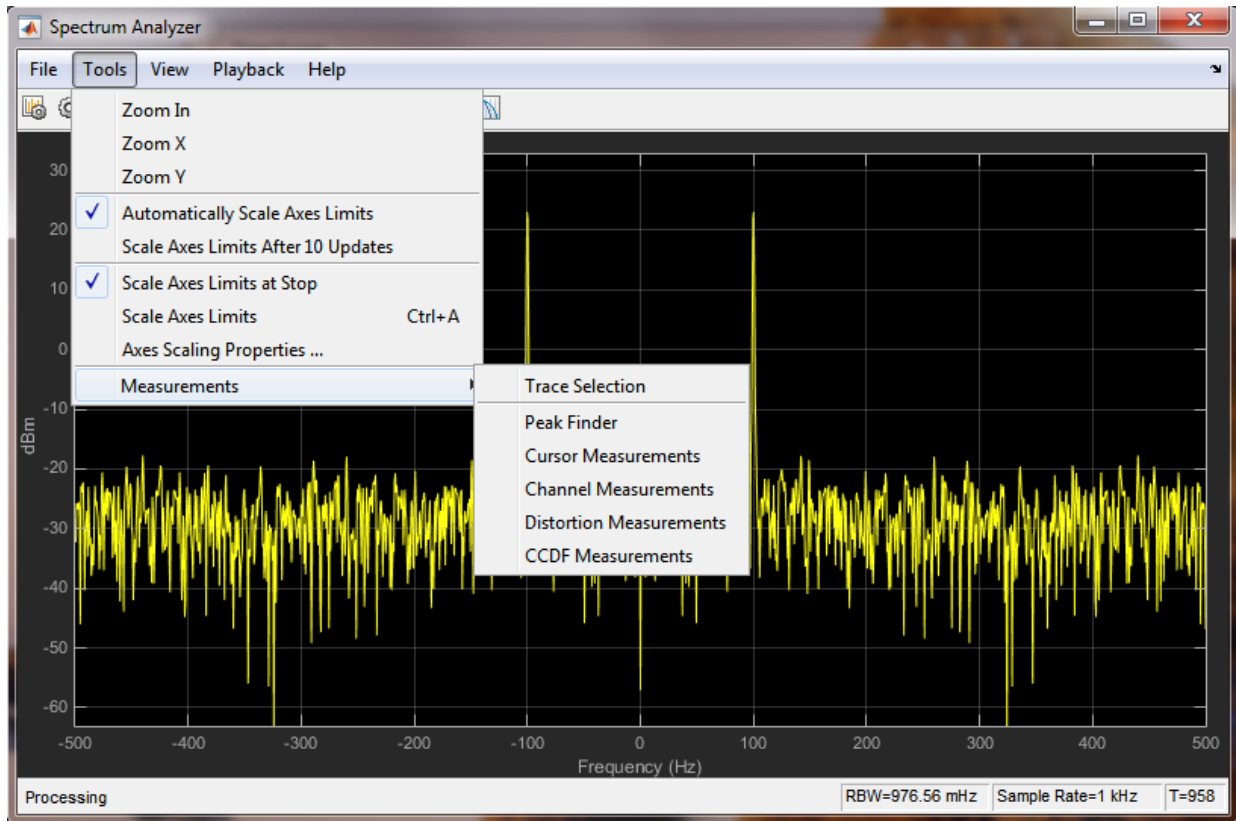 Spectrum Analyzer
File Tools View Playback Help
Zoom In
Zoom X
Zoom Y
Automatically Scale Axes Limits
Scale Axes Limits After 10 Updates
Scale Axes Limits at Stop
Scale Axes Limits Ctrl+A
Axes Scaling Properties ...
Measurements
Trace Selection
Peak Finder
Cursor Measurements
Channel Measurements
Distortion Measurements
CCDF Measurements
30
20
10
0
-10
-20
-30
-40
-50
-60
dBm
-500 -400 -300 -200 -100 0 100 200 300 400 500
Frequency (Hz)
Processing RBW=976.56 mHz Sample Rate=1 kHz T=958